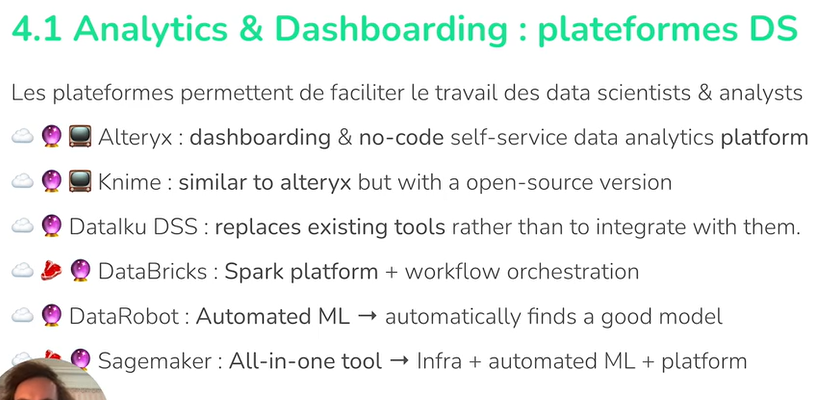 4.1 Analytics & Dashboarding : plateformes DS
Les plateformes permettent de faciliter le travail des data scientists & analysts
☁️ 🔮 📺 Alteryx : dashboarding & no-code self-service data analytics platform
☁️ 🔮 📺 Knime : similar to alteryx but with a open-source version
☁️ 🔮 DataIku DSS : replaces existing tools rather than to integrate with them.
☁️ 🥩 🔮 DataBricks : Spark platform + workflow orchestration
☁️ 🔮 DataRobot : Automated ML → automatically finds a good model
☁️ 🥩 🔮 Sagemaker : All-in-one tool → Infra + automated ML + platform